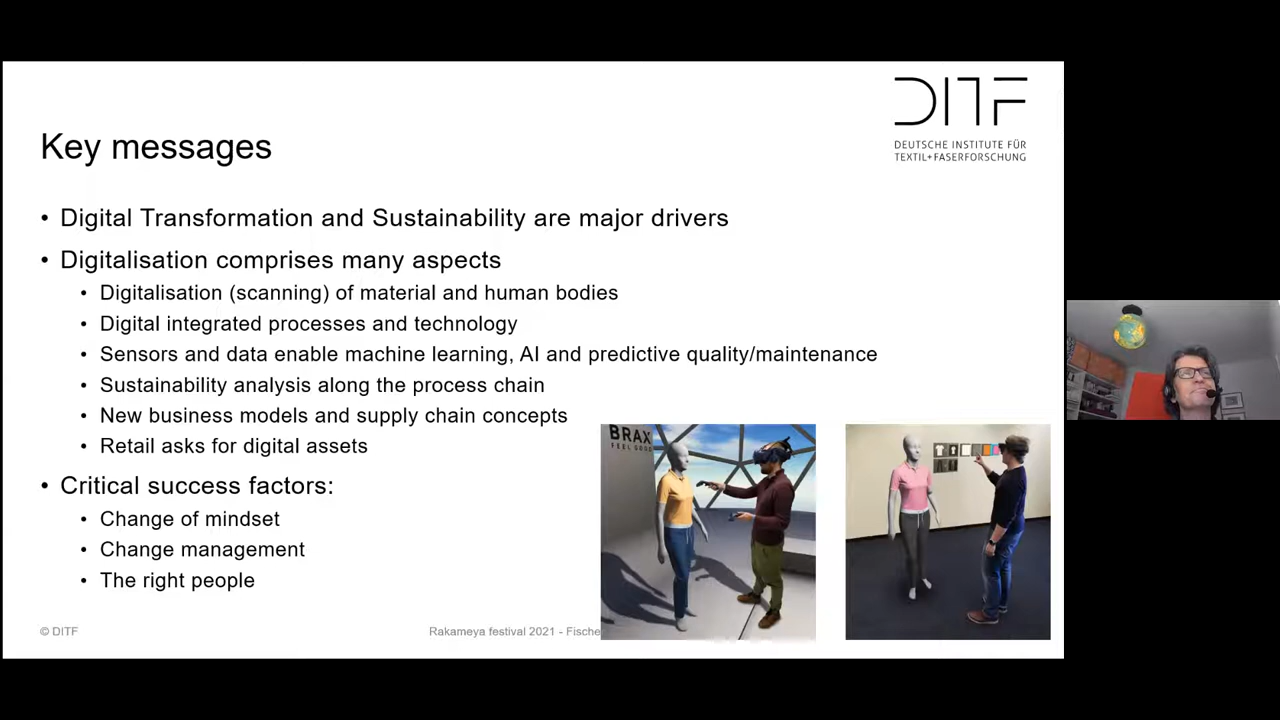 DITF
DEUTSCHE INSTITUTE FÜR
TEXTIL+FASERFORSCHUNG
Key messages
• Digital Transformation and Sustainability are major drivers
• Digitalisation comprises many aspects
• Digitalisation (scanning) of material and human bodies
• Digital integrated processes and technology
• Sensors and data enable machine learning, AI and predictive quality/maintenance
• Sustainability analysis along the process chain
• New business models and supply chain concepts
• Retail asks for digital assets
• Critical success factors:
• Change of mindset
• Change management
• The right people
BRAX
FEEL GOOD
© DITF
Rakameya festival 2021 - Fische